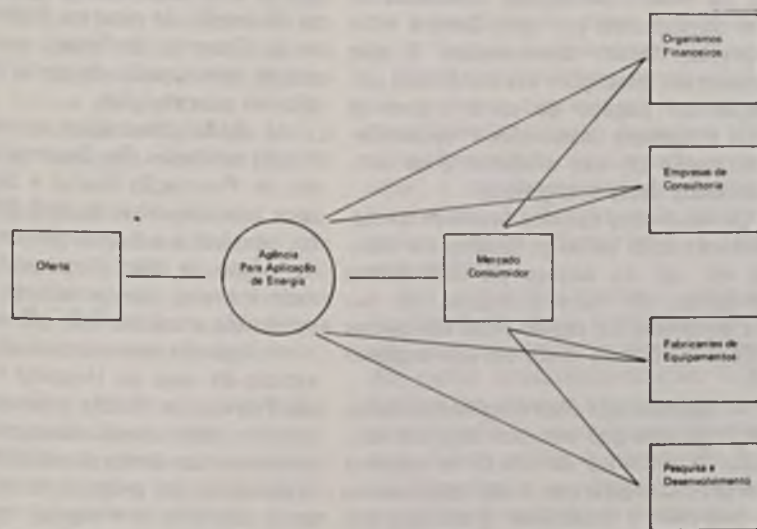 Organismos
Financeiros
Empresas de
Consultoria
Oferta
Agência
Para Aplicação
de Energia
Mercado
Consumidor
Fabricantes de
Equipamentos
Pesquisa e
Desenvolvimento